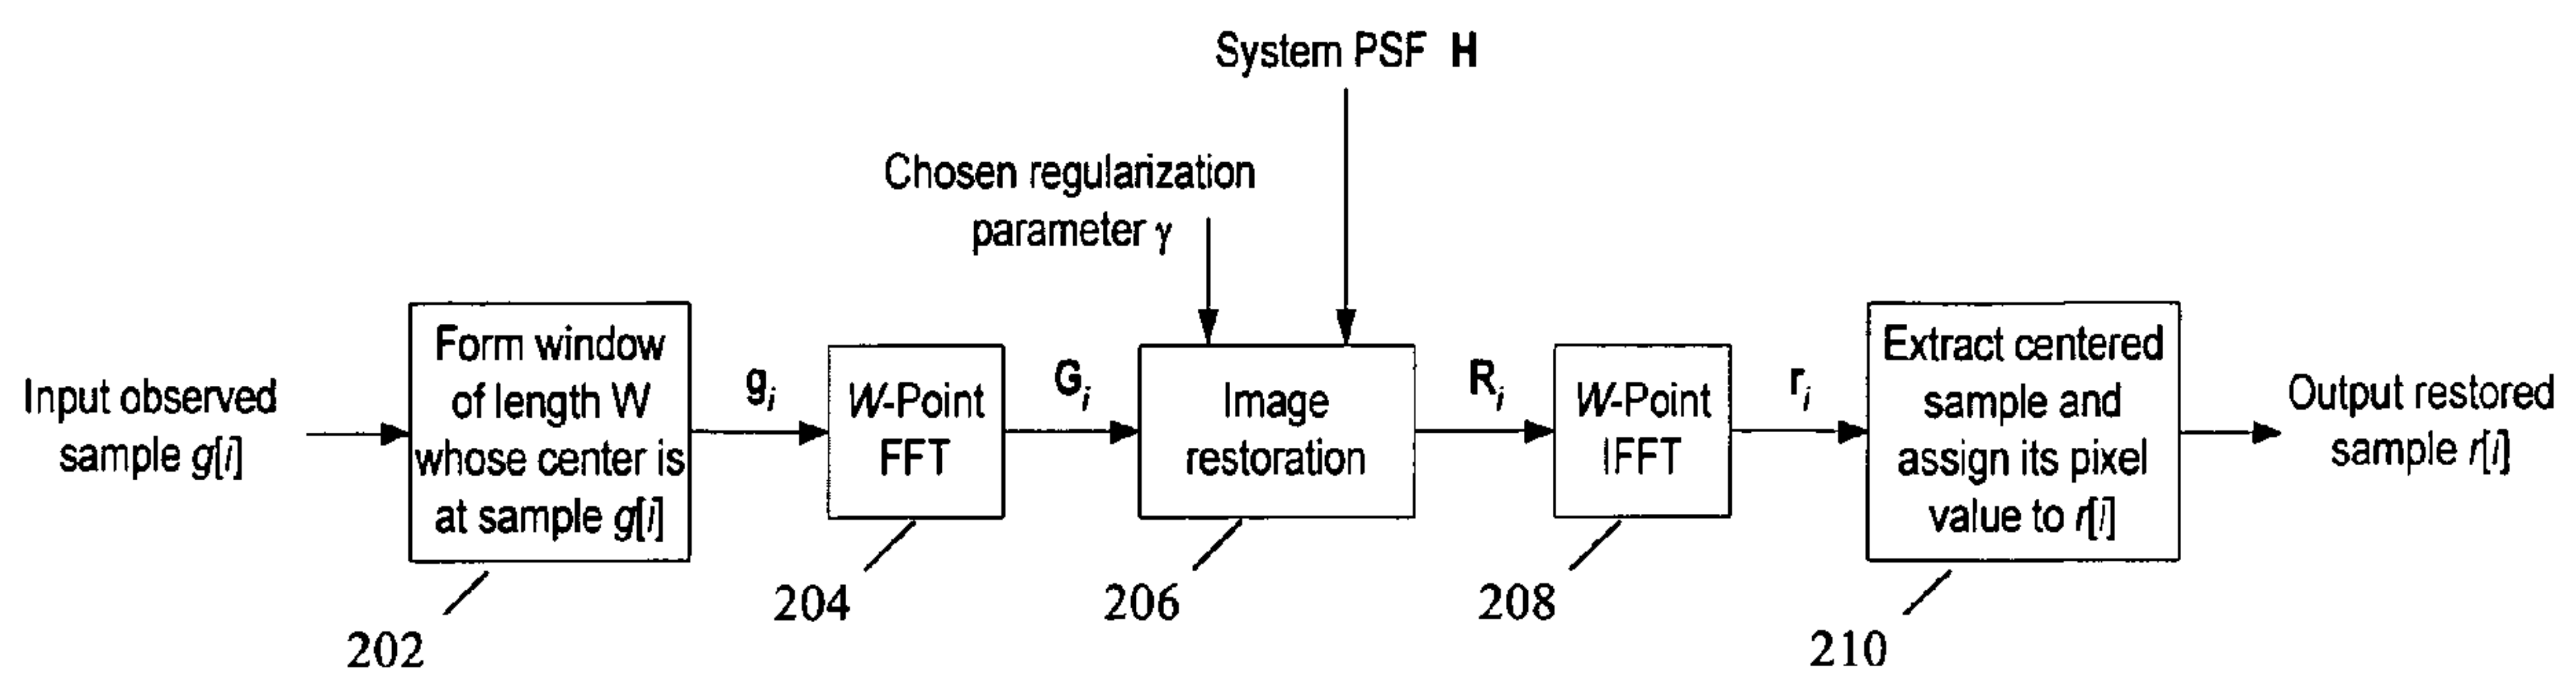 System PSF H
Chosen regularization
parameter γ
Input observed
sample g[i]
Form window
of length W
whose center is
at sample g[i]
g_i
W-Point
FFT
G_i
Image
restoration
R_i
W-Point
IFFT
r_i
Extract centered
sample and
assign its pixel
value to r[i]
Output restored
sample r[i]
202
204
206
208
210